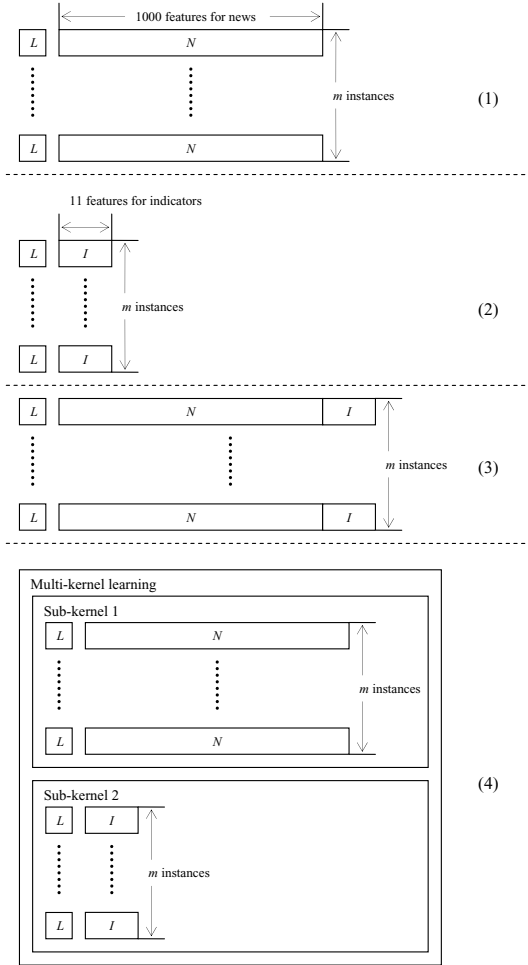 1000 features for news
L N
m instances
(1)
L N
11 features for indicators
L I
m instances
(2)
L I
L N I
m instances
(3)
L N I
Multi-kernel learning
Sub-kernel 1
L N
m instances
L N
(4)
Sub-kernel 2
L I
m instances
L I